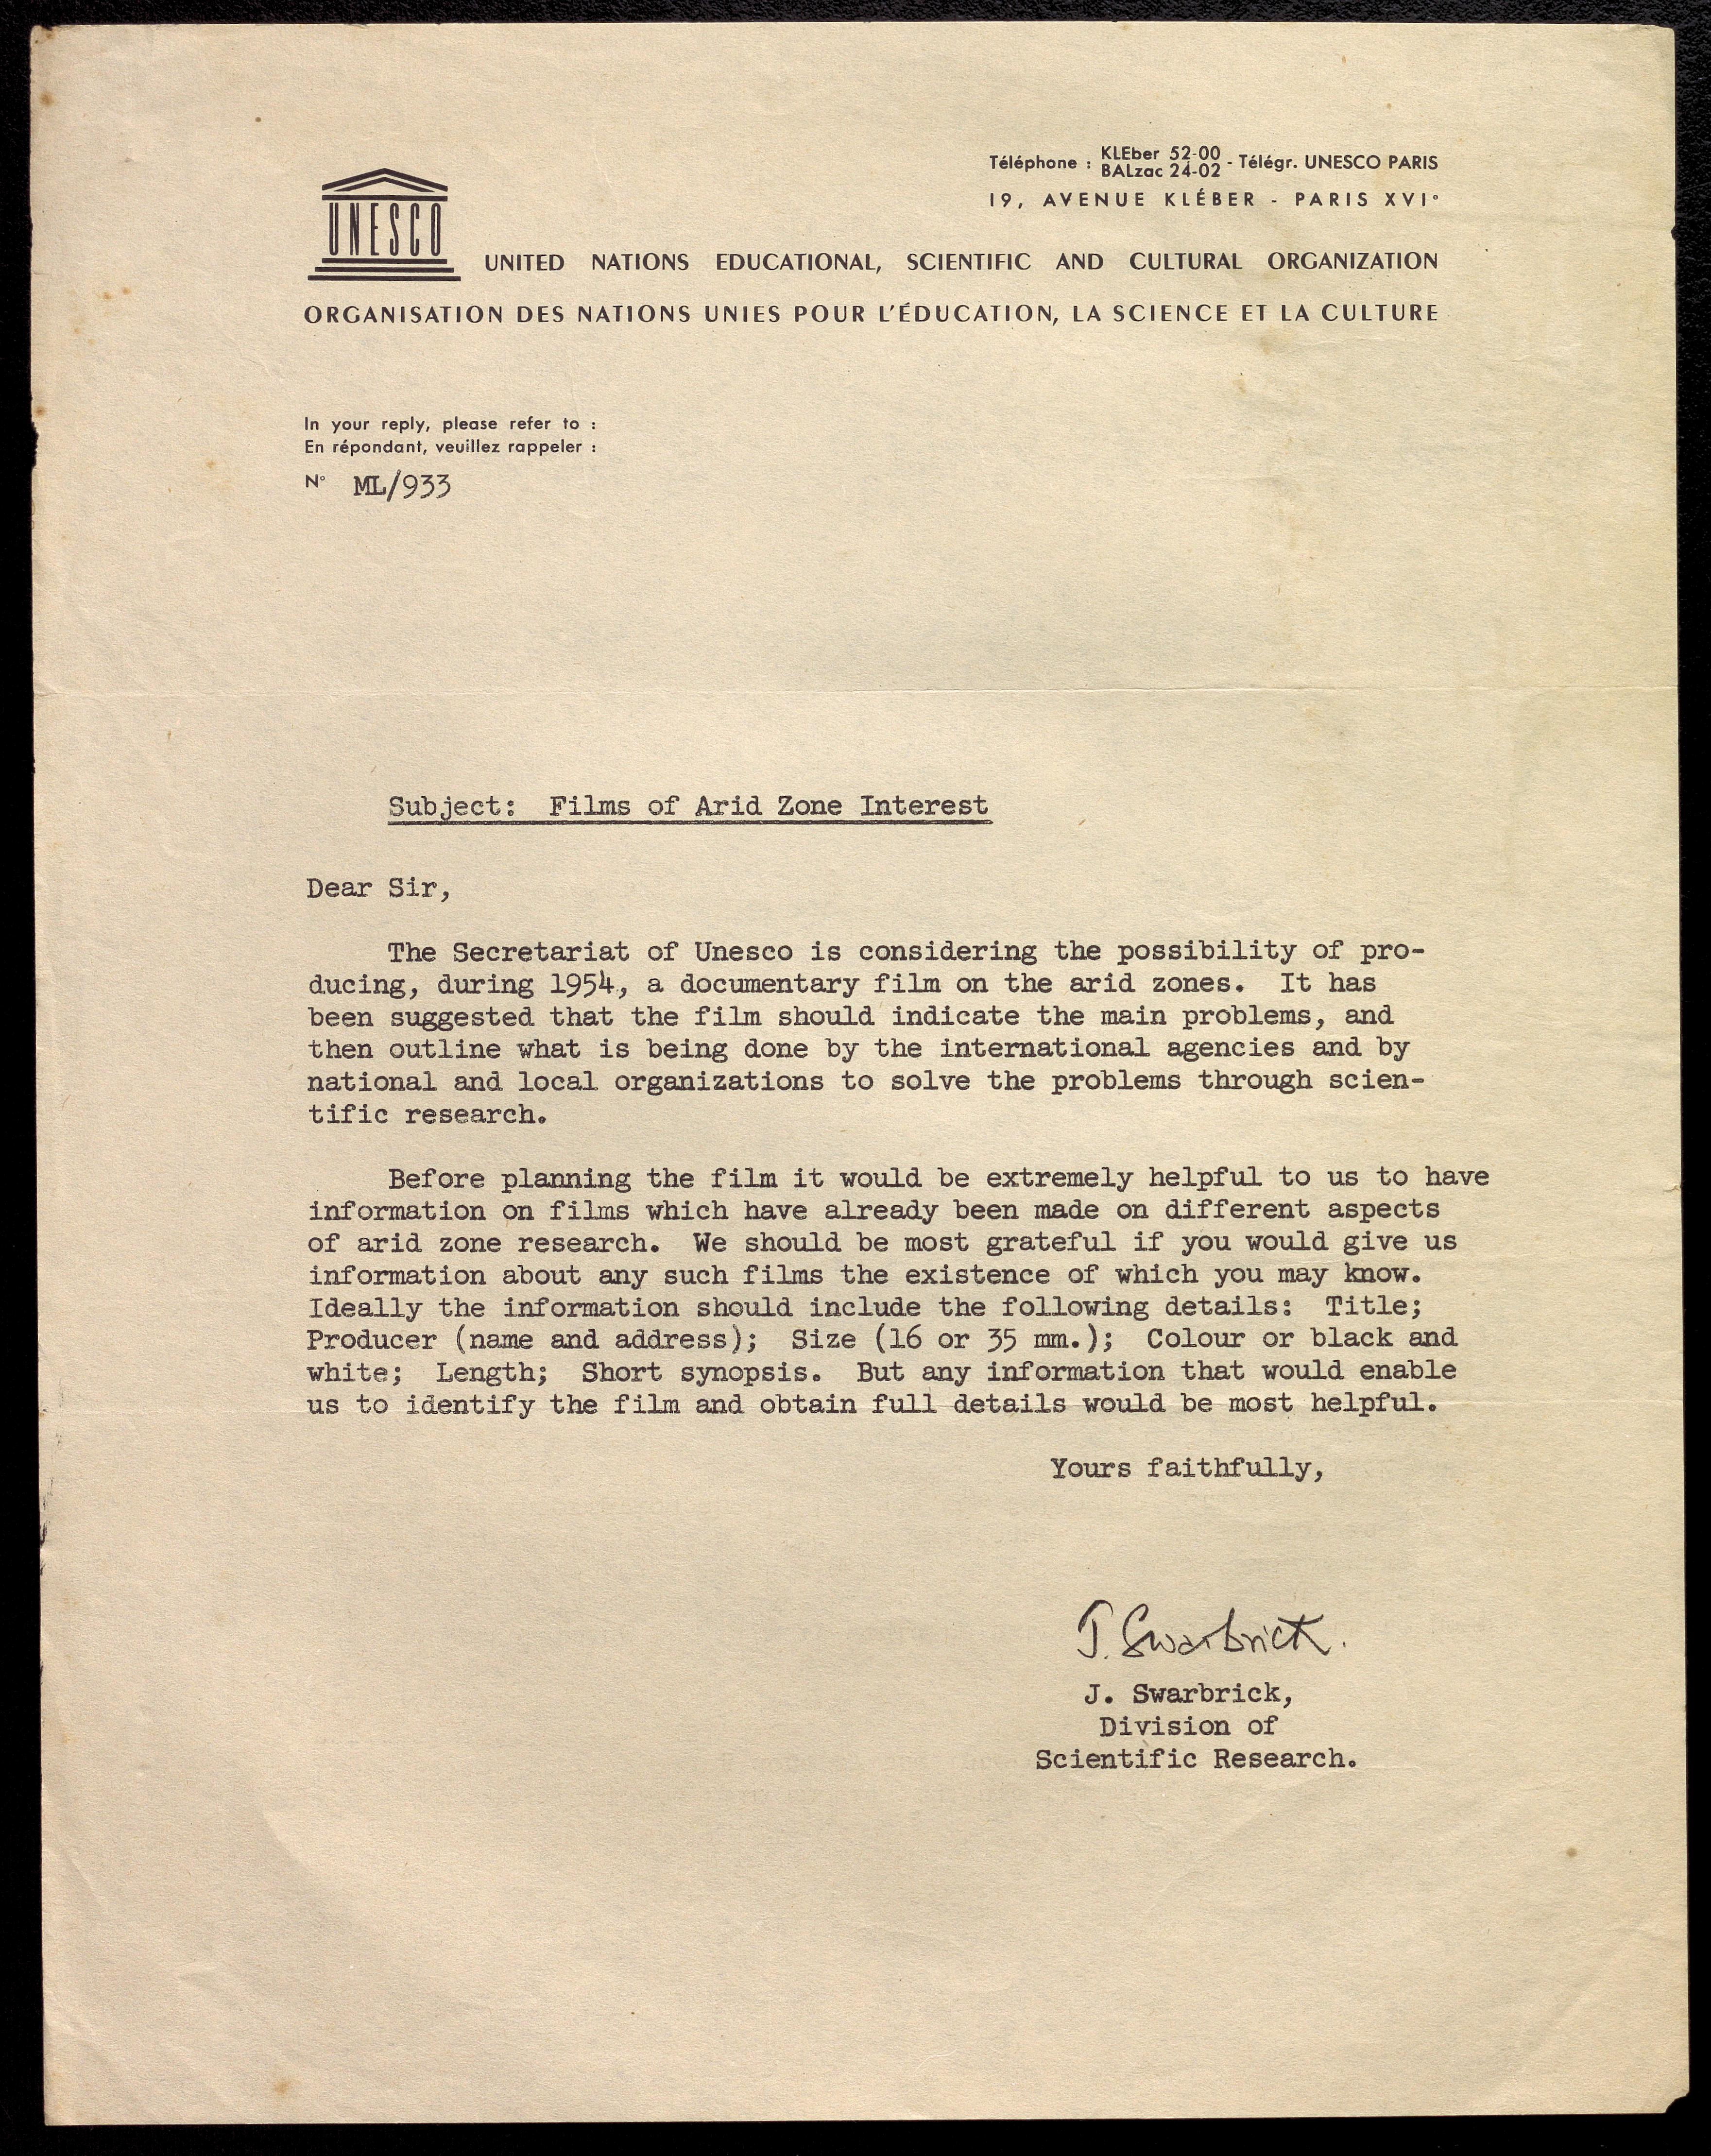 Téléphone : KLEber 52-00 BALzac 24-02 - Télégr. UNESCO PARIS
19, AVENUE KLÉBER - PARIS XVIe
UNESCO
UNITED NATIONS EDUCATIONAL, SCIENTIFIC AND CULTURAL ORGANIZATION
ORGANISATION DES NATIONS UNIES POUR L'ÉDUCATION, LA SCIENCE ET LA CULTURE
In your reply, please refer to :
En répondant, veuillez rappeler :
N° ML/933
Subject: Films of Arid Zone Interest
Dear Sir,
The Secretariat of Unesco is considering the possibility of pro-
ducing, during 1954, a documentary film on the arid zones. It has
been suggested that the film should indicate the main problems, and
then outline what is being done by the international agencies and by
national and local organizations to solve the problems through scien-
tific research.
Before planning the film it would be extremely helpful to us to have
information on films which have already been made on different aspects
of arid zone research. We should be most grateful if you would give us
information about any such films the existence of which you may know.
Ideally the information should include the following details: Title;
Producer (name and address); Size (16 or 35 mm.); Colour or black and
white; Length; Short synopsis. But any information that would enable
us to identify the film and obtain full details would be most helpful.
Yours faithfully,
J. Swarbrick.
J. Swarbrick,
Division of
Scientific Research.